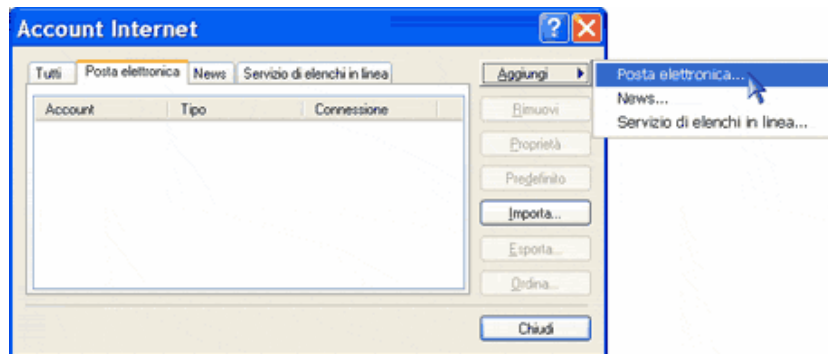 Account Internet
Tutti Posta elettronica News Servizio di elenchi in linea
Aggiungi
Posta elettronica...
News...
Servizio di elenchi in linea...
Account Tipo Connessione
Rimuovi
Proprietà
Predefinito
Importa...
Esporta...
Ordina...
Chiudi